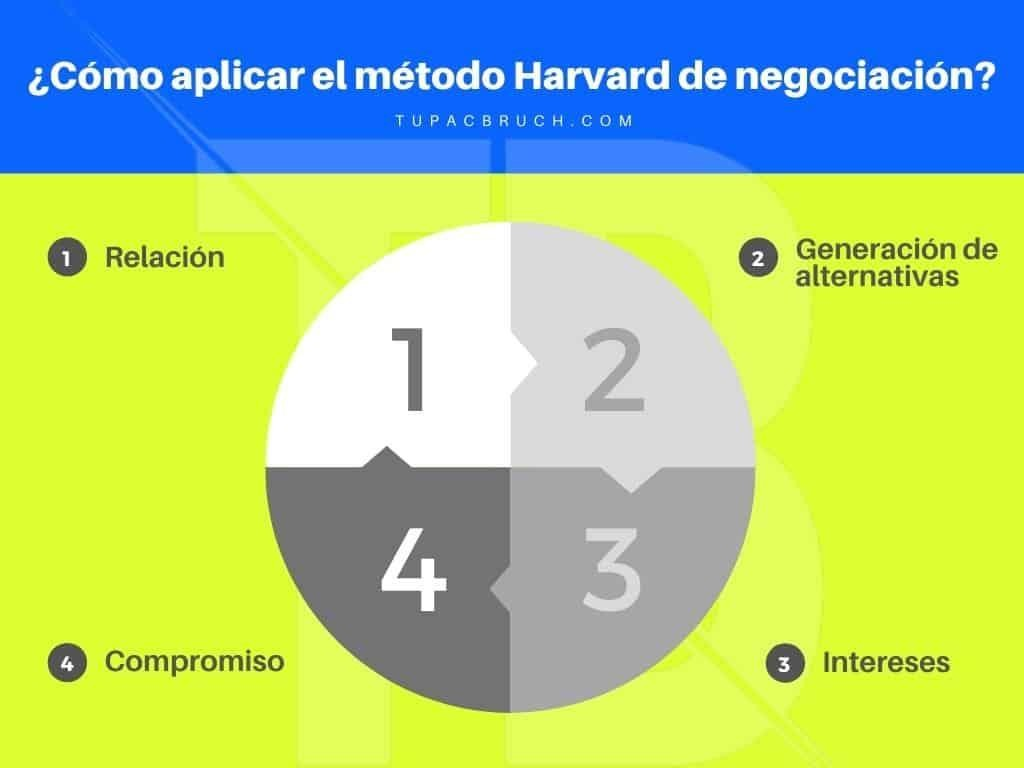 ¿Cómo aplicar el método Harvard de negociación?
TUPACBRUCH.COM
1 Relación
2 Generación de
alternativas
1
2
4
3
4 Compromiso
3 Intereses